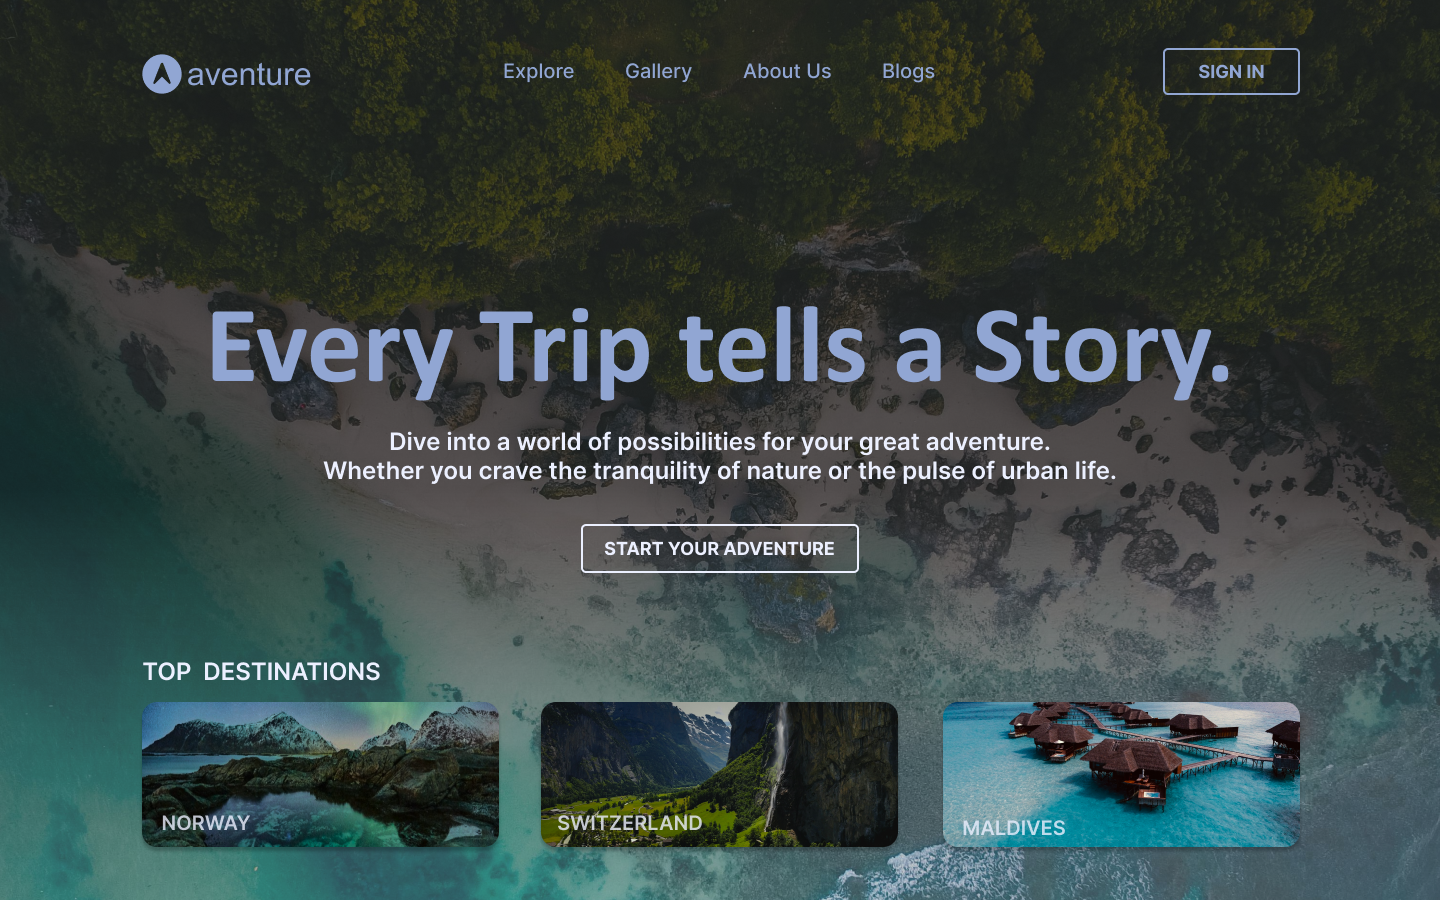 aventure
Explore
Gallery
About Us
Blogs
SIGN IN
Every Trip tells a Story.
Dive into a world of possibilities for your great adventure.
Whether you crave the tranquility of nature or the pulse of urban life.
START YOUR ADVENTURE
TOP DESTINATIONS
NORWAY
SWITZERLAND
MALDIVES